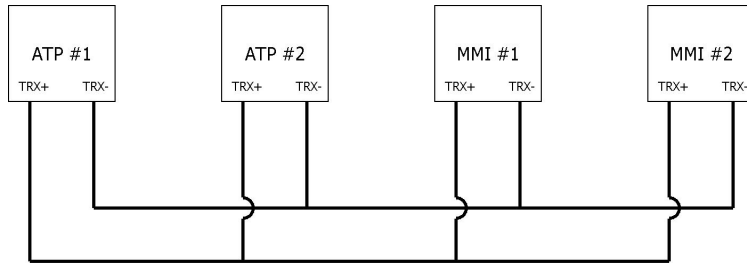 ATP #1
TRX+ TRX-
ATP #2
TRX+ TRX-
MMI #1
TRX+ TRX-
MMI #2
TRX+ TRX-